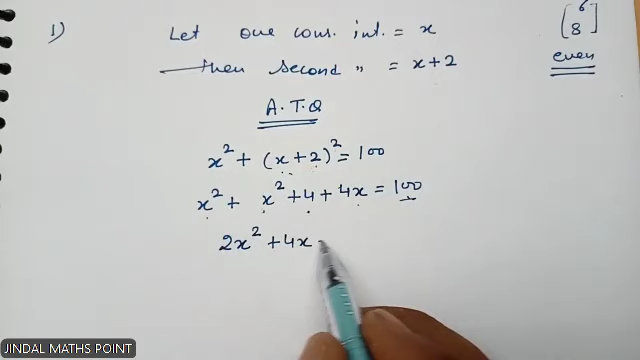 1) Let one cons. int. = x
[6
8]
then second " = x+2
even
A.T.Q
x² + (x+2)² = 100
x² + x² + 4 + 4x = 100
2x² + 4x
JINDAL MATHS POINT